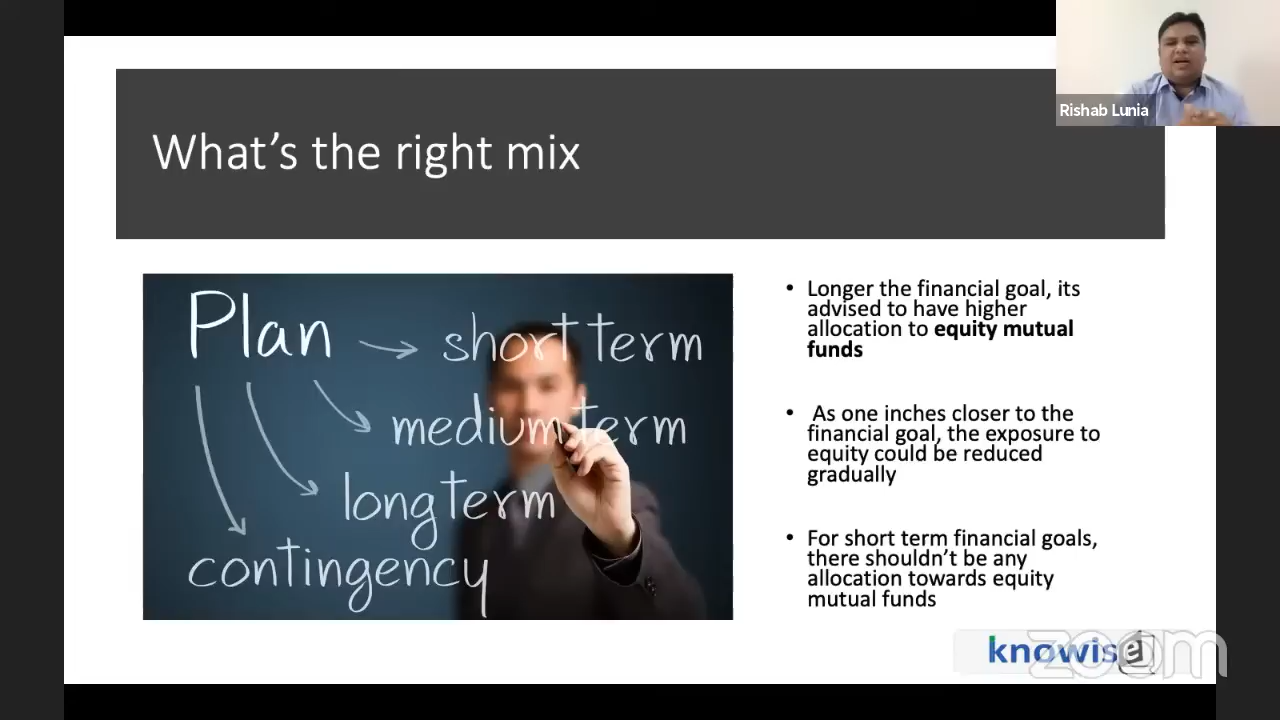 Rishab Lunia
What's the right mix
Plan
short term
medium term
long term
contingency
• Longer the financial goal, its
advised to have higher
allocation to equity mutual
funds
• As one inches closer to the
financial goal, the exposure to
equity could be reduced
gradually
• For short term financial goals,
there shouldn't be any
allocation towards equity
mutual funds
knowise
zoom